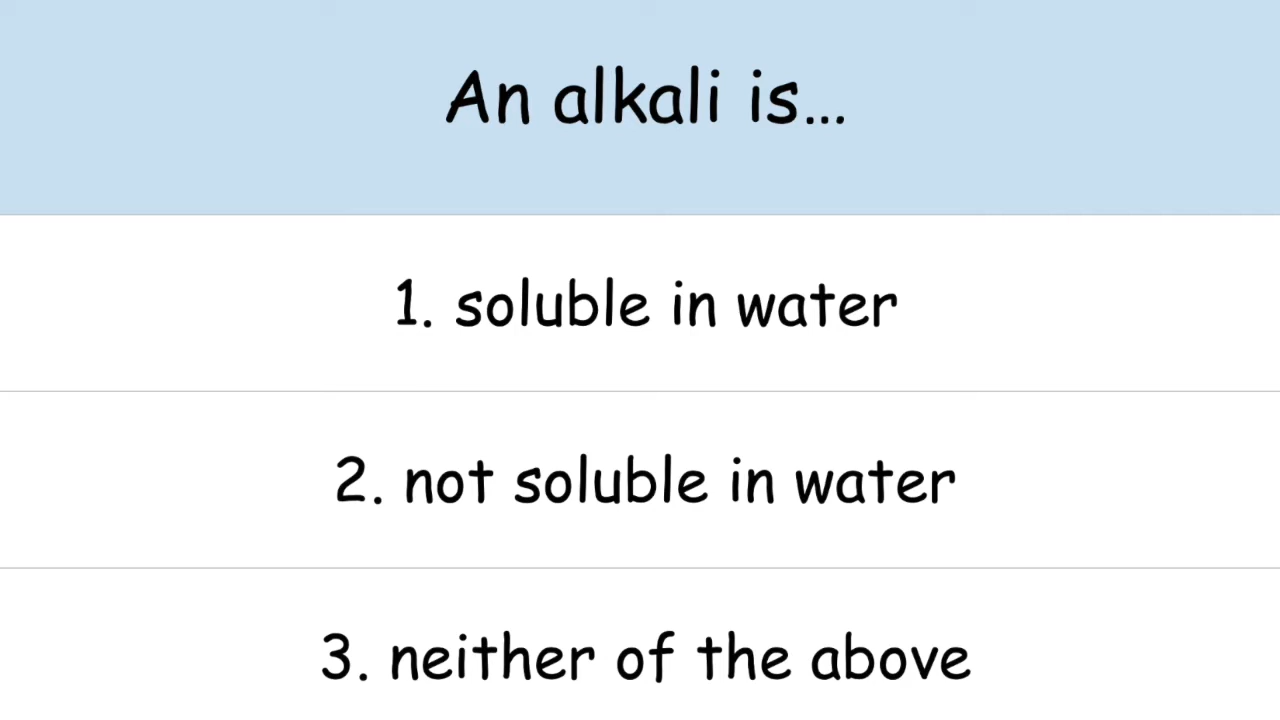 An alkali is...
1. soluble in water
2. not soluble in water
3. neither of the above